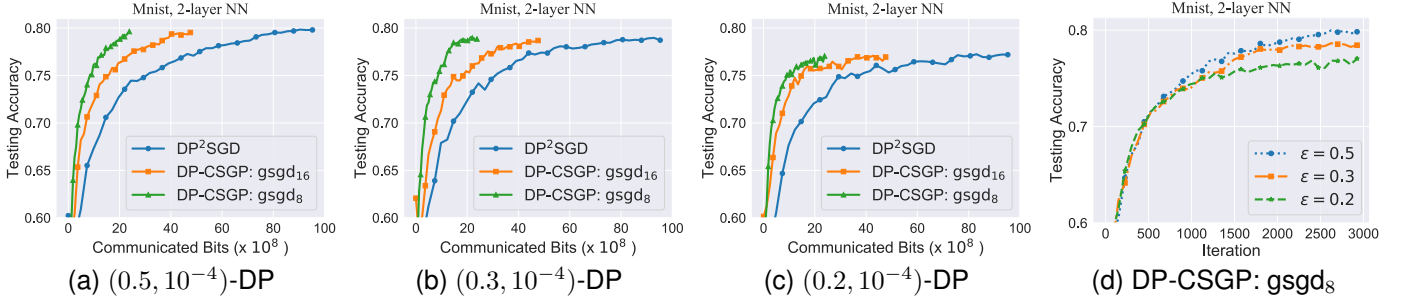 Mnist, 2-layer NN
Testing Accuracy
0.80
0.75
0.70
0.65
0.60
DP²SGD
DP-CSGP: gsgd₁₆
DP-CSGP: gsgd₈
0 20 40 60 80 100
Communicated Bits (x 10⁸ )
(a) (0.5, 10⁻⁴)-DP
Mnist, 2-layer NN
Testing Accuracy
0.80
0.75
0.70
0.65
0.60
DP²SGD
DP-CSGP: gsgd₁₆
DP-CSGP: gsgd₈
0 20 40 60 80 100
Communicated Bits (x 10⁸ )
(b) (0.3, 10⁻⁴)-DP
Mnist, 2-layer NN
Testing Accuracy
0.80
0.75
0.70
0.65
0.60
DP²SGD
DP-CSGP: gsgd₁₆
DP-CSGP: gsgd₈
0 20 40 60 80 100
Communicated Bits (x 10⁸ )
(c) (0.2, 10⁻⁴)-DP
Mnist, 2-layer NN
Testing Accuracy
0.8
0.7
0.6
ε = 0.5
ε = 0.3
ε = 0.2
0 500 1000 1500 2000 2500 3000
Iteration
(d) DP-CSGP: gsgd₈